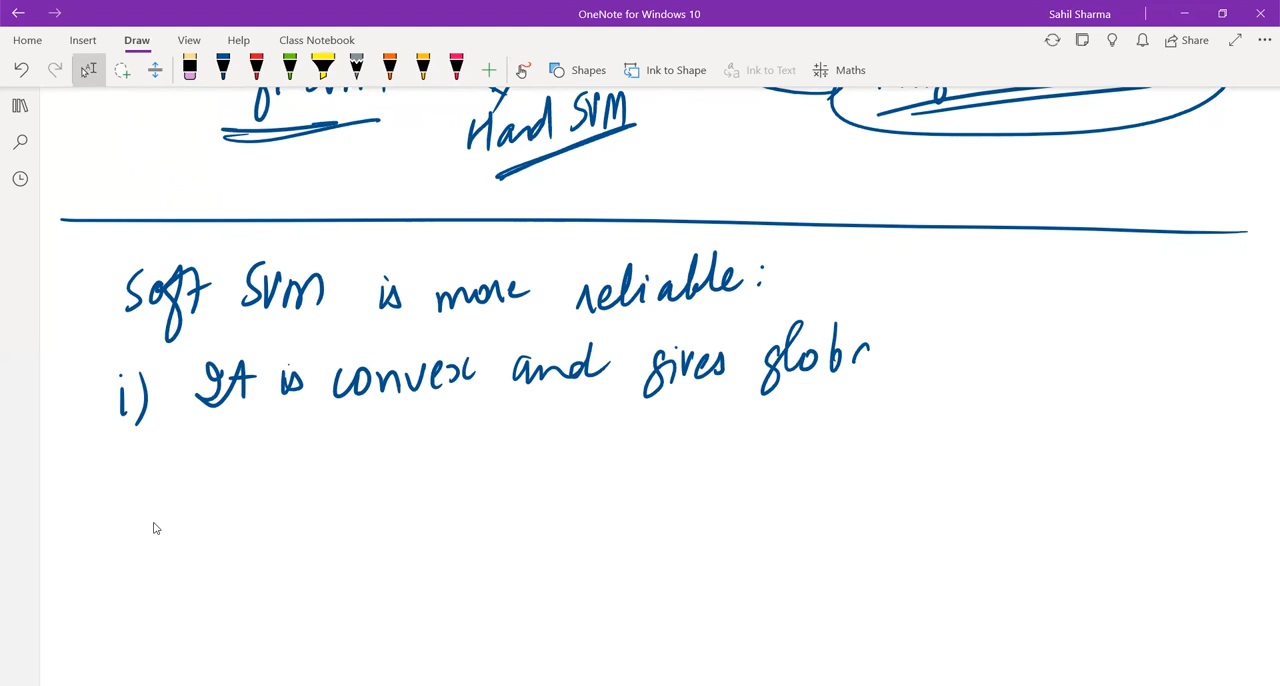 OneNote for Windows 10
Sahil Sharma
Home Insert Draw View Help Class Notebook
Share
Shapes Ink to Shape Ink to Text Maths
Hard SVM
Soft SVM is more reliable:
i) It is convex and gives globa